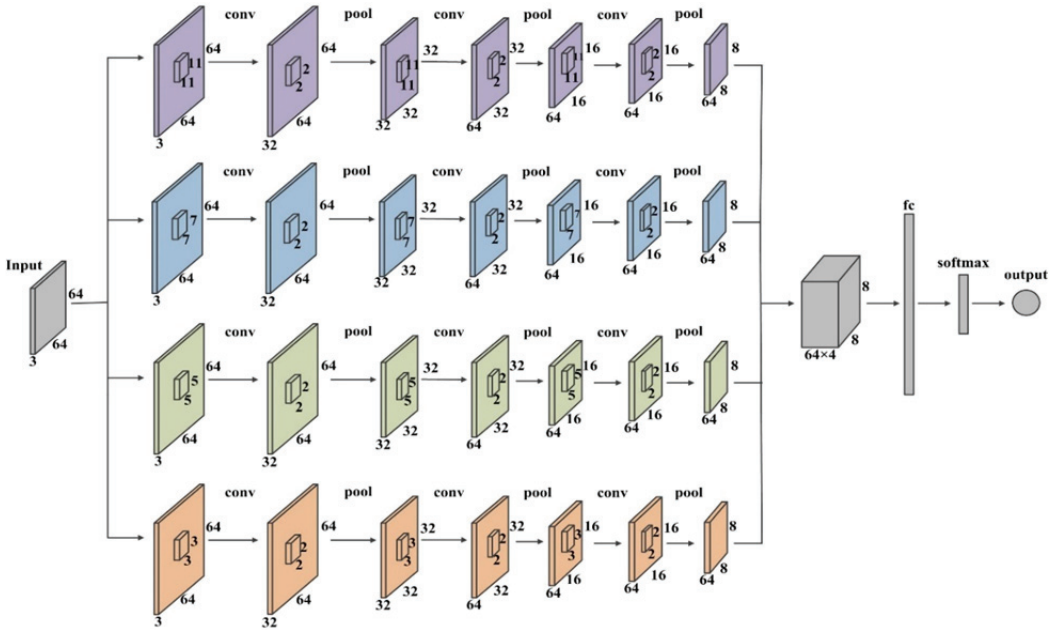 conv pool conv pool conv pool
64 64 32 32 16 16 8
11 2 11 2 11 2
11 2 11 2 11 2
64 64 32 32 16 16 8
3 32 32 64 64 64 64
conv pool conv pool conv pool
64 64 32 32 16 16 8
7 2 7 2 7 2
7 2 7 2 7 2
64 64 32 32 16 16 8
3 32 32 64 64 64 64
Input
64
64
3
conv pool conv pool conv pool
64 64 32 32 16 16 8
5 2 5 2 5 2
5 2 5 2 5 2
64 64 32 32 16 16 8
3 32 32 64 64 64 64
conv pool conv pool conv pool
64 64 32 32 16 16 8
3 2 3 2 3 2
3 2 3 2 3 2
64 64 32 32 16 16 8
3 32 32 64 64 64 64
8
8
64×4
fc
softmax
output